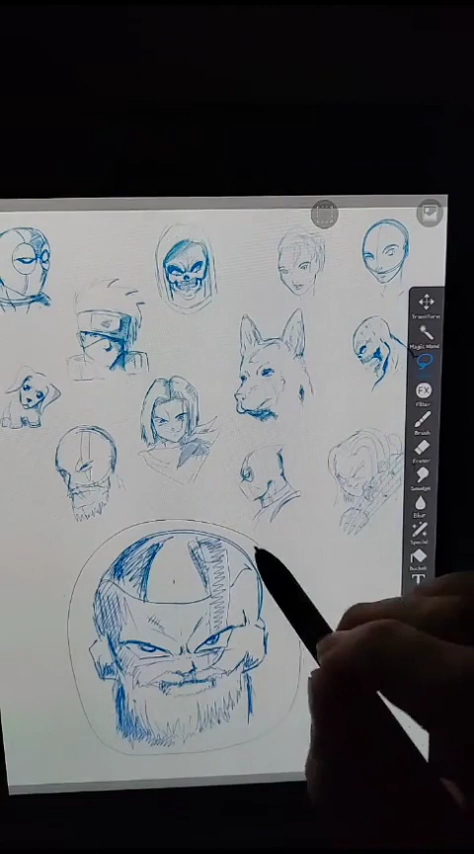 Transform
Magic Wand
FX
Filter
Brush
Eraser
Smudge
Blur
Special
Bucket
T